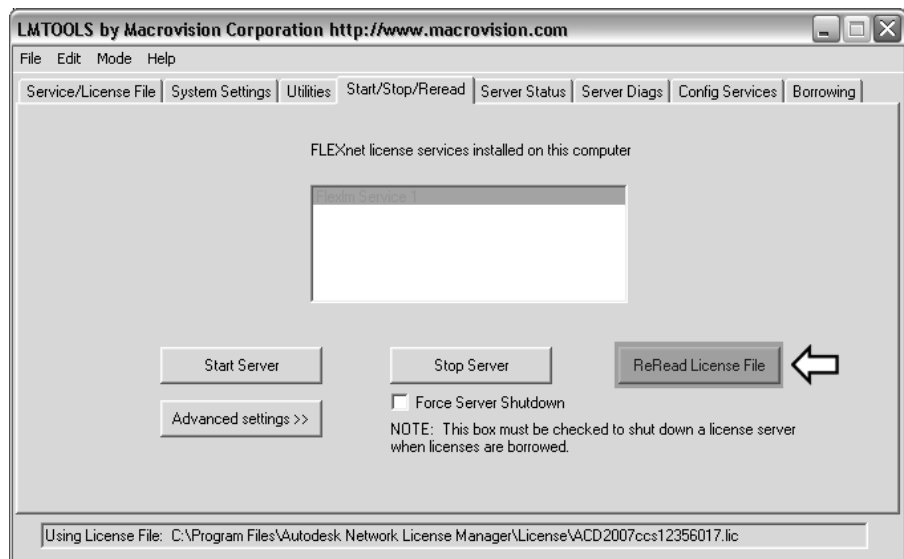 LMTOOLS by Macrovision Corporation http://www.macrovision.com
File Edit Mode Help
Service/License File System Settings Utilities Start/Stop/Reread Server Status Server Diags Config Services Borrowing
FLEXnet license services installed on this computer
Flexlm Service 1
Start Server Stop Server ReRead License File
Advanced settings >> Force Server Shutdown
NOTE: This box must be checked to shut down a license server
when licenses are borrowed.
Using License File: C:\Program Files\Autodesk Network License Manager\License\ACD2007ccs12356017.lic